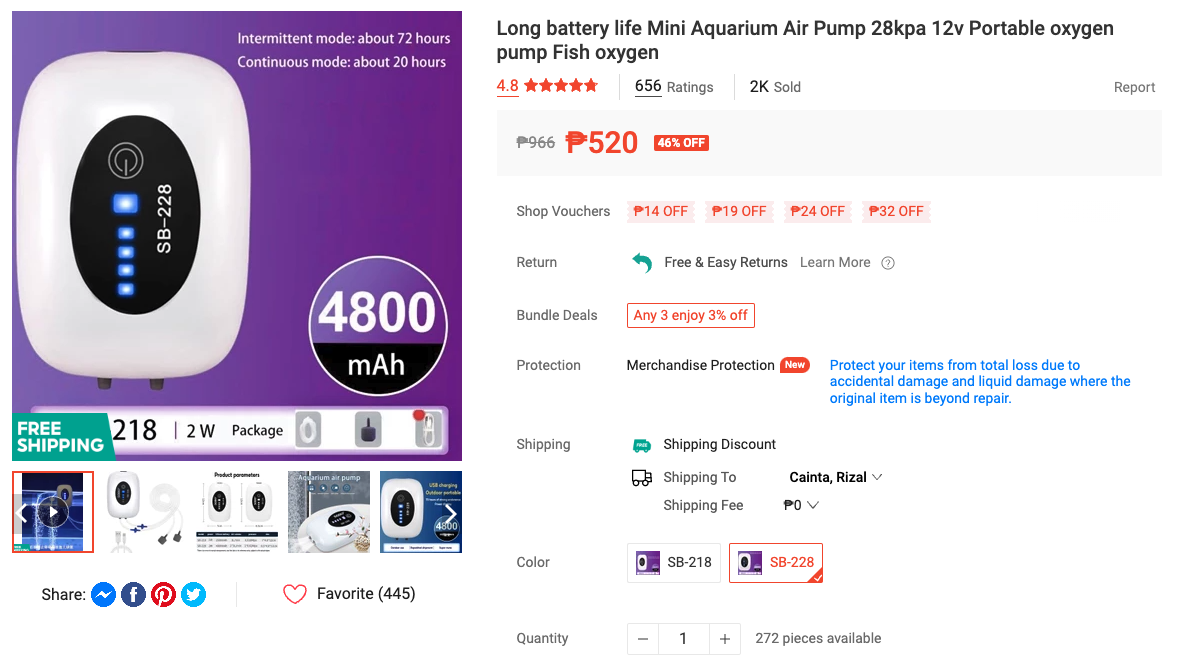 Intermittent mode: about 72 hours
Continuous mode: about 20 hours
SB-228
4800
mAh
FREE
SHIPPING
218 | 2 W Package
Product parameters
Aquarium air pump
USB charging
Outdoor portable
4800
Share:
Favorite (445)
Long battery life Mini Aquarium Air Pump 28kpa 12v Portable oxygen
pump Fish oxygen
4.8
656 Ratings
2K Sold
Report
₱966 ₱520 46% OFF
Shop Vouchers ₱14 OFF ₱19 OFF ₱24 OFF ₱32 OFF
Return Free & Easy Returns Learn More ?
Bundle Deals Any 3 enjoy 3% off
Protection Merchandise Protection New Protect your items from total loss due to
accidental damage and liquid damage where the
original item is beyond repair.
Shipping FREE Shipping Discount
Shipping To Cainta, Rizal
Shipping Fee ₱0
Color SB-218 SB-228
Quantity − 1 + 272 pieces available